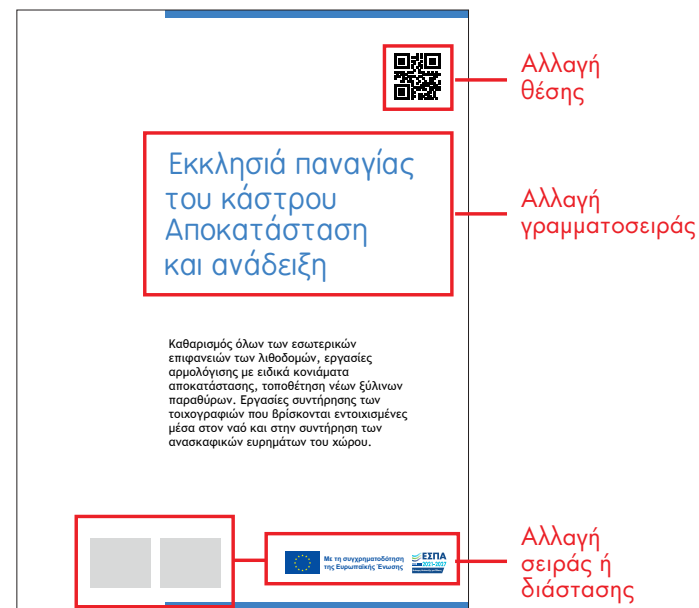 Αλλαγή
θέσης
Εκκλησιά παναγίας
του κάστρου
Αποκατάσταση
και ανάδειξη
Αλλαγή
γραμματοσειράς
Καθαρισμός όλων των εσωτερικών
επιφανειών των λιθοδομών, εργασίες
αρμολόγισης με ειδικά κονιάματα
αποκατάστασης, τοποθέτηση νέων ξύλινων
παραθύρων. Εργασίες συντήρησης των
τοιχογραφιών που βρίσκονται εντοιχισμένες
μέσα στον ναό και στην συντήρηση των
ανασκαφικών ευρημάτων του χώρου.
Με τη συγχρηματοδότηση
της Ευρωπαϊκής Ένωσης
ΕΣΠΑ
2021-2027
Αλλαγή
σειράς ή
διάστασης